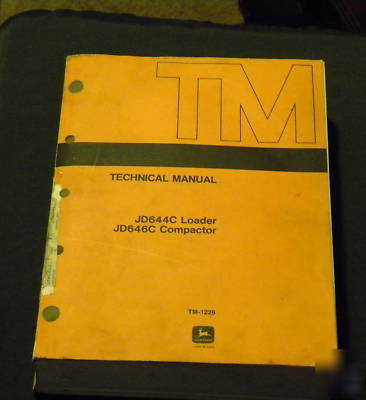 TM
TECHNICAL MANUAL
JD644C Loader
JD646C Compactor
TM-1229